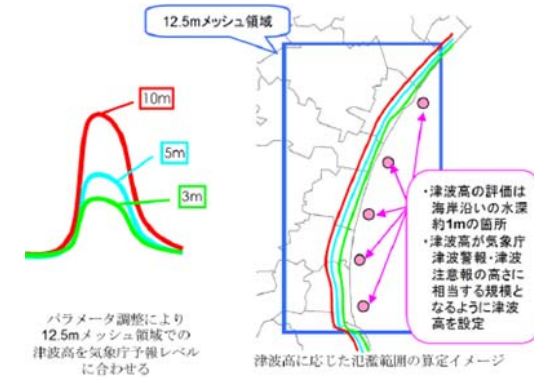 12.5mメッシュ領域
10m
5m
3m
・津波高の評価は
海岸沿いの水深
約1mの箇所
・津波高が気象庁
津波警報・津波
注意報の高さに
相当する規模と
なるように津波
高を設定
パラメータ調整により
12.5mメッシュ領域での
津波高を気象庁予報レベル
に合わせる
津波高に応じた氾濫範囲の算定イメージ